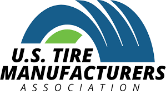 U.S. TIRE
MANUFACTURERS
ASSOCIATION